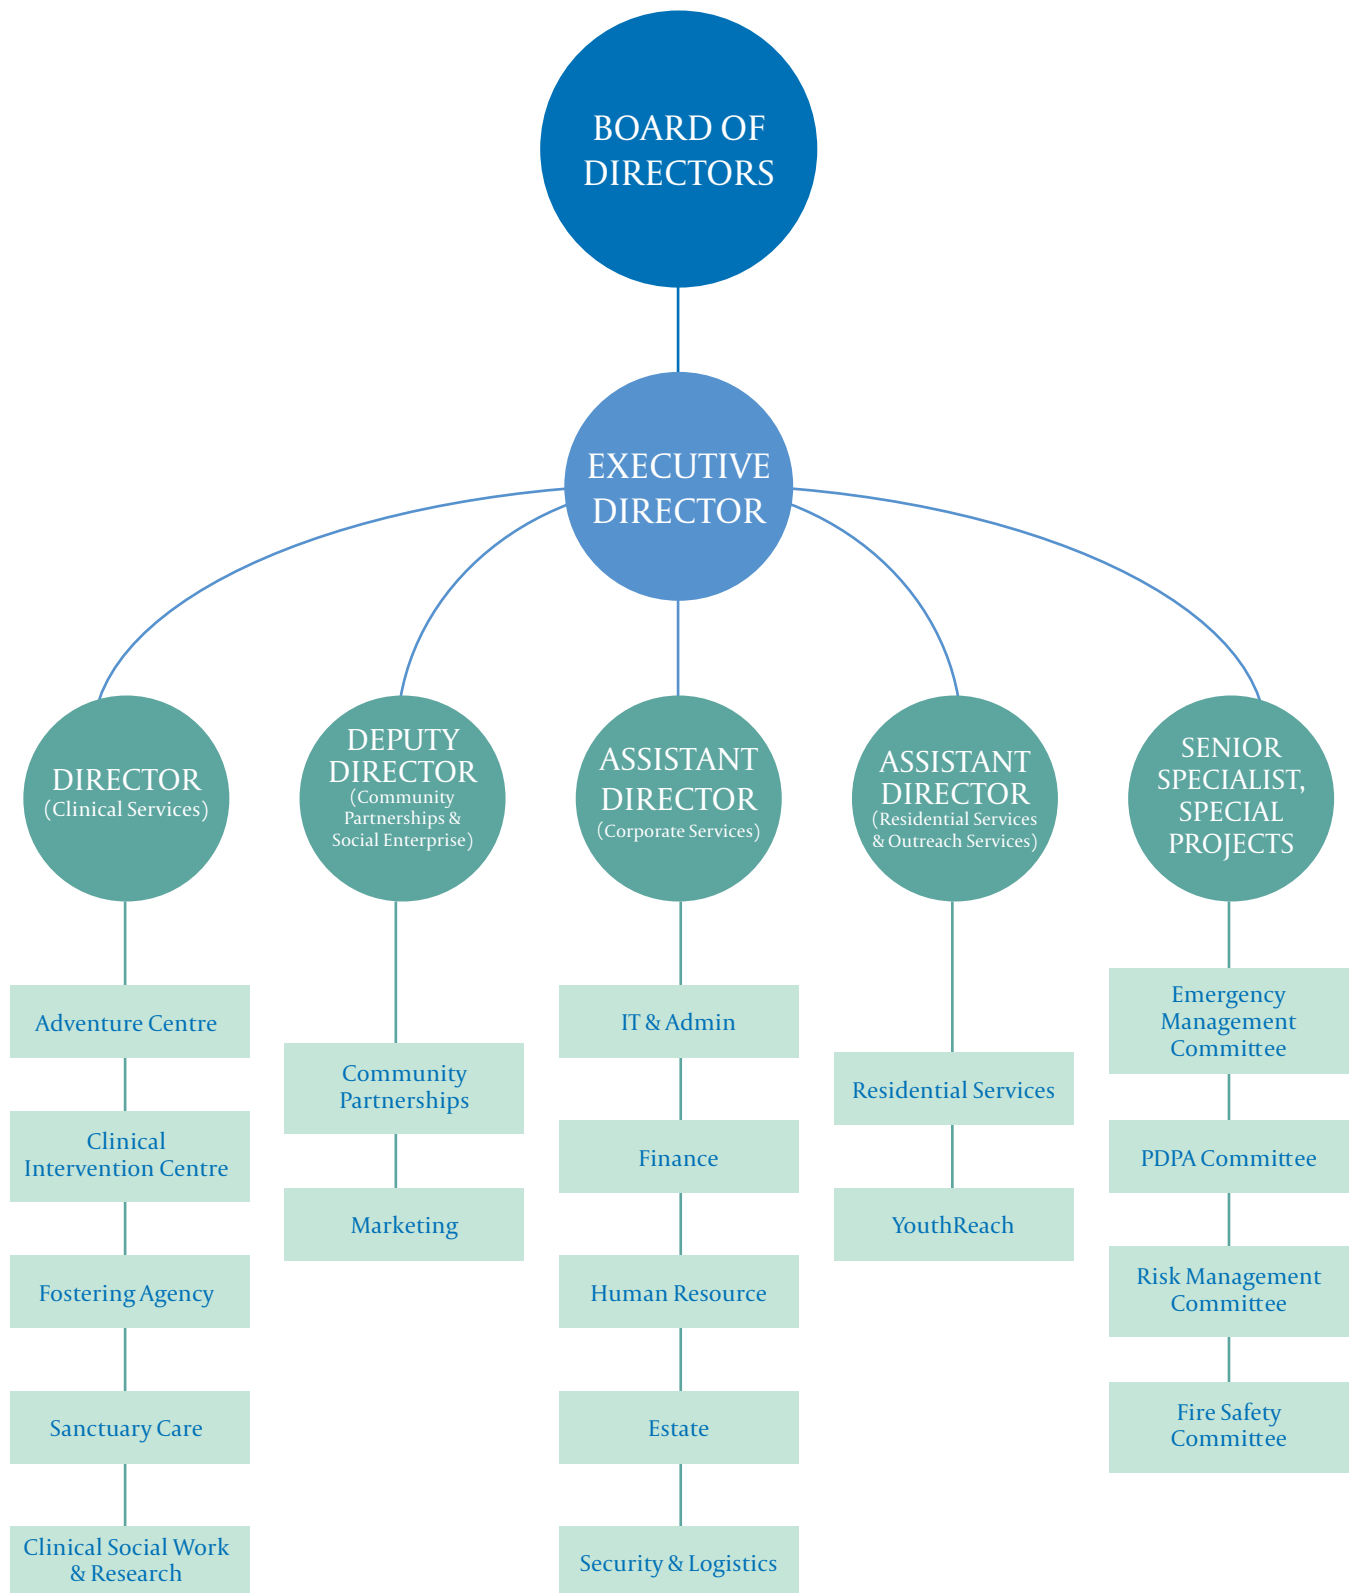 BOARD OF
DIRECTORS
EXECUTIVE
DIRECTOR
DIRECTOR
(Clinical Services)
DEPUTY
DIRECTOR
(Community
Partnerships &
Social Enterprise)
ASSISTANT
DIRECTOR
(Corporate Services)
ASSISTANT
DIRECTOR
(Residential Services
& Outreach Services)
SENIOR
SPECIALIST,
SPECIAL
PROJECTS
Adventure Centre
Clinical
Intervention Centre
Fostering Agency
Sanctuary Care
Clinical Social Work
& Research
Community
Partnerships
Marketing
IT & Admin
Finance
Human Resource
Estate
Security & Logistics
Residential Services
YouthReach
Emergency
Management
Committee
PDPA Committee
Risk Management
Committee
Fire Safety
Committee